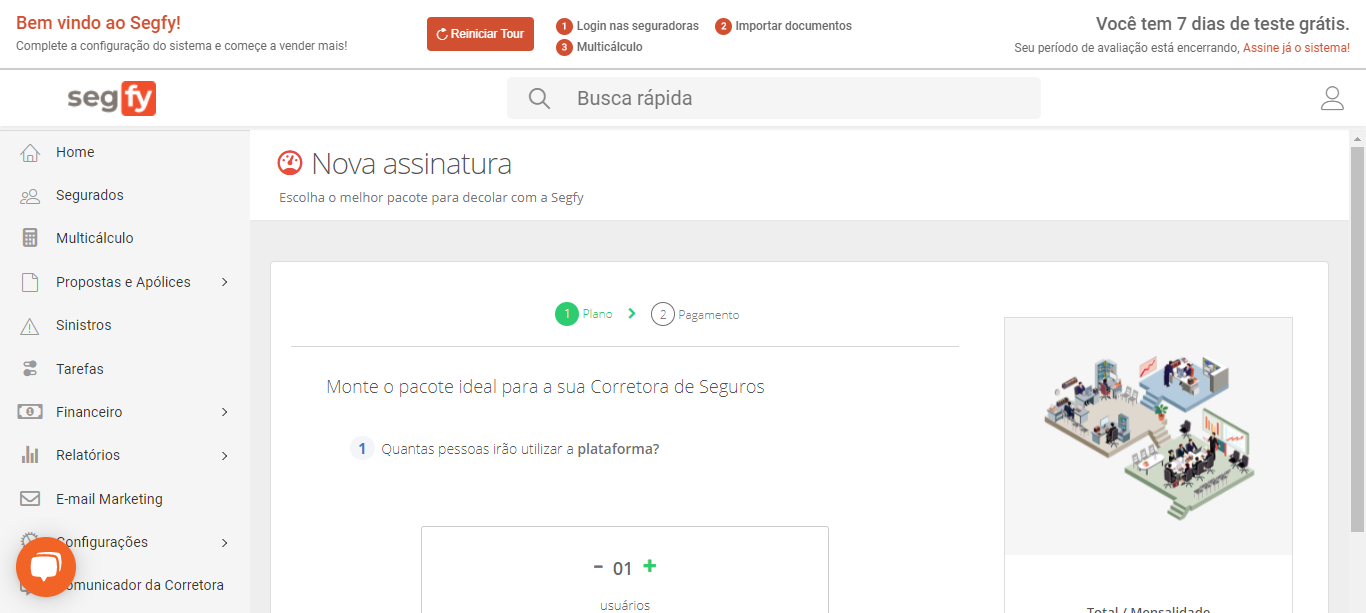 Bem vindo ao Segfy!
Complete a configuração do sistema e começe a vender mais!
Reiniciar Tour
1 Login nas seguradoras
2 Importar documentos
3 Multicálculo
Você tem 7 dias de teste grátis.
Seu período de avaliação está encerrando, Assine já o sistema!
segfy
Busca rápida
Home
Segurados
Multicálculo
Propostas e Apólices
Sinistros
Tarefas
Financeiro
Relatórios
E-mail Marketing
Configurações
omunicador da Corretora
Nova assinatura
Escolha o melhor pacote para decolar com a Segfy
1 Plano
2 Pagamento
Monte o pacote ideal para a sua Corretora de Seguros
1 Quantas pessoas irão utilizar a plataforma?
- 01 +
usuários
Total / Mensalidade